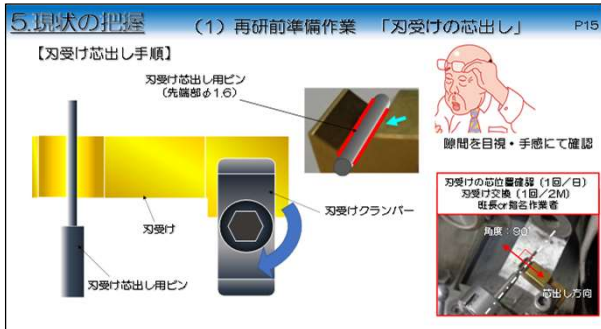 5.現状の把握
（1）再研前準備作業　「刃受けの芯出し」
P15
【刃受け芯出し手順】
刃受け芯出し用ピン
（先端部φ1.6）
隙間を目視・手感にて確認
刃受けクランパー
刃受け
刃受け芯出し用ピン
刃受けの芯位置確認（1回／日）
刃受け交換（1回／2M）
班長or指名作業者
角度：90°
芯出し方向